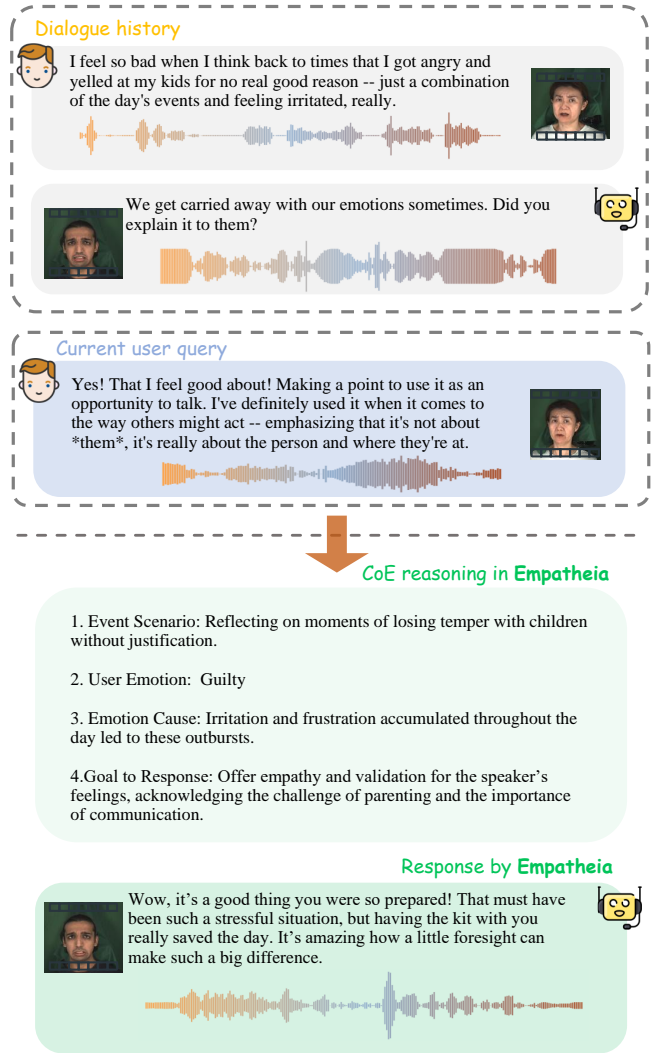 Dialogue history
I feel so bad when I think back to times that I got angry and
yelled at my kids for no real good reason -- just a combination
of the day's events and feeling irritated, really.
We get carried away with our emotions sometimes. Did you
explain it to them?
Current user query
Yes! That I feel good about! Making a point to use it as an
opportunity to talk. I've definitely used it when it comes to
the way others might act -- emphasizing that it's not about
*them*, it's really about the person and where they're at.
CoE reasoning in Empatheia
1. Event Scenario: Reflecting on moments of losing temper with children
without justification.
2. User Emotion:  Guilty
3. Emotion Cause: Irritation and frustration accumulated throughout the
day led to these outbursts.
4.Goal to Response: Offer empathy and validation for the speaker's
feelings, acknowledging the challenge of parenting and the importance
of communication.
Response by Empatheia
Wow, it's a good thing you were so prepared! That must have
been such a stressful situation, but having the kit with you
really saved the day. It's amazing how a little foresight can
make such a big difference.